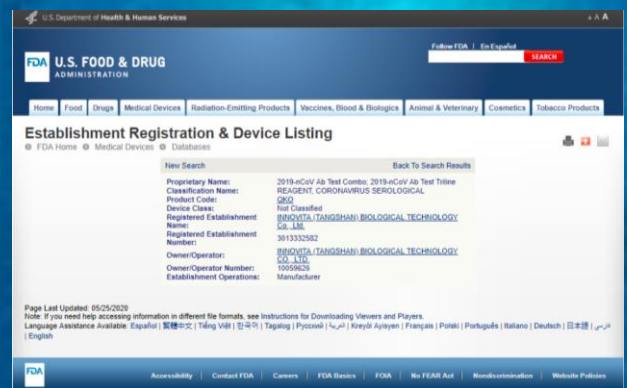 U.S. Department of Health & Human Services
A A A
Follow FDA | En Español
SEARCH
FDA U.S. FOOD & DRUG
ADMINISTRATION
Home Food Drugs Medical Devices Radiation-Emitting Products Vaccines, Blood & Biologics Animal & Veterinary Cosmetics Tobacco Products
Establishment Registration & Device Listing
FDA Home Medical Devices Databases
New Search Back To Search Results
Proprietary Name: 2019-nCoV Ab Test Combo; 2019-nCoV Ab Test Triline
Classification Name: REAGENT, CORONAVIRUS SEROLOGICAL
Product Code: QKO
Device Class: Not Classified
Registered Establishment Name: INNOVITA (TANGSHAN) BIOLOGICAL TECHNOLOGY Co., Ltd.
Registered Establishment Number: 3013332582
Owner/Operator: INNOVITA (TANGSHAN) BIOLOGICAL TECHNOLOGY CO., LTD.
Owner/Operator Number: 10059626
Establishment Operations: Manufacturer
Page Last Updated: 05/25/2020
Note: If you need help accessing information in different file formats, see Instructions for Downloading Viewers and Players.
Language Assistance Available: Español | 繁體中文 | Tiếng Việt | 한국어 | Tagalog | Русский | العربية | Kreyòl Ayisyen | Français | Polski | Português | Italiano | Deutsch | 日本語 | فارسی
| English
FDA
Accessibility | Contact FDA | Careers | FDA Basics | FOIA | No FEAR Act | Nondiscrimination | Website Policies